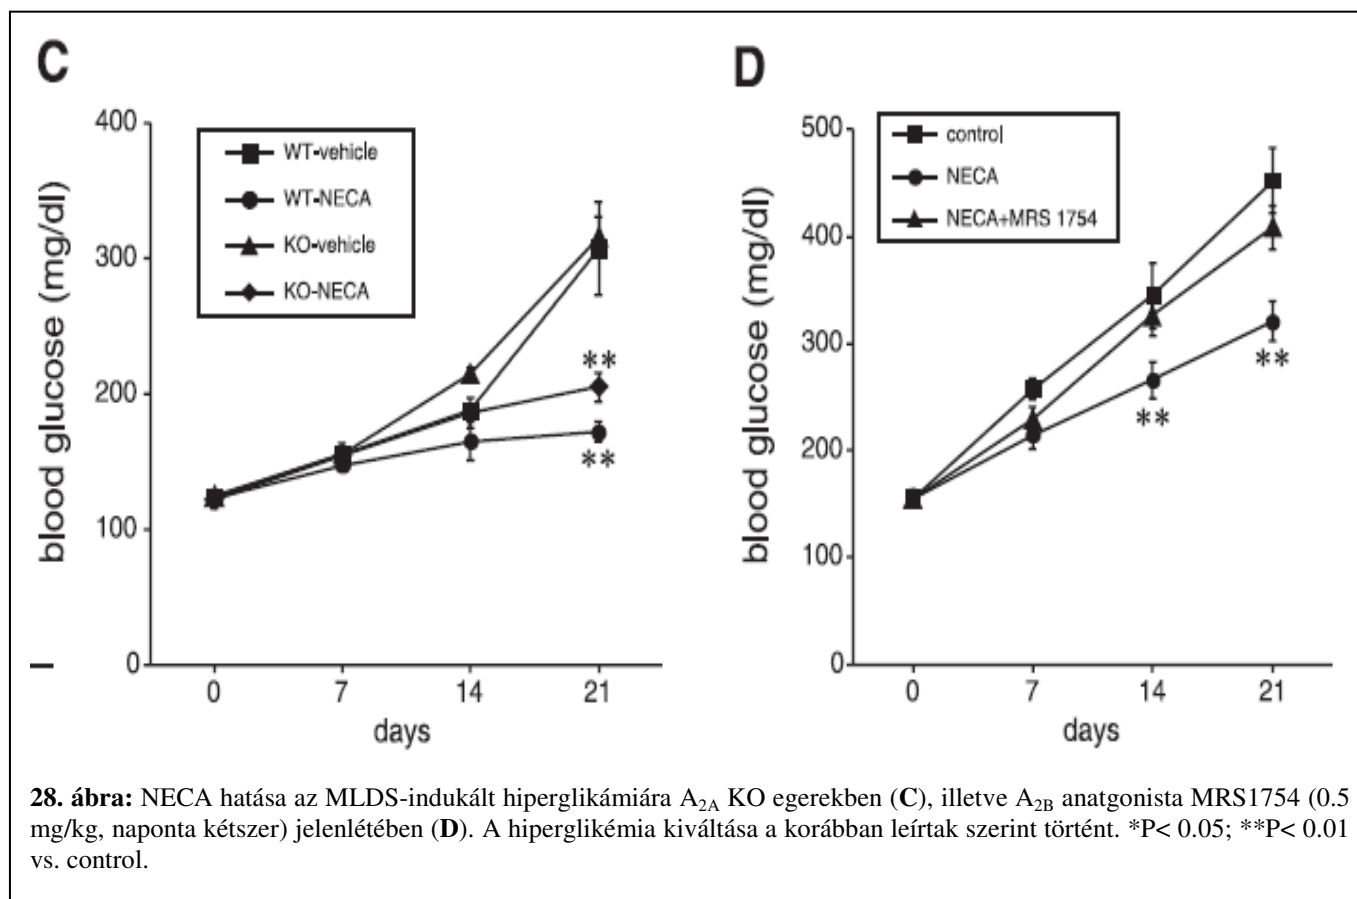 C
400
300
200
100
0
blood glucose (mg/dl)
WT-vehicle
WT-NECA
KO-vehicle
KO-NECA
**
**
0 7 14 21
days
D
500
400
300
200
100
0
blood glucose (mg/dl)
control
NECA
NECA+MRS 1754
**
**
0 7 14 21
days
28. ábra: NECA hatása az MLDS-indukált hiperglikámiára A2A KO egerekben (C), illetve A2B anatgonista MRS1754 (0.5
mg/kg, naponta kétszer) jelenlétében (D). A hiperglikémia kiváltása a korábban leírtak szerint történt. *P< 0.05; **P< 0.01
vs. control.